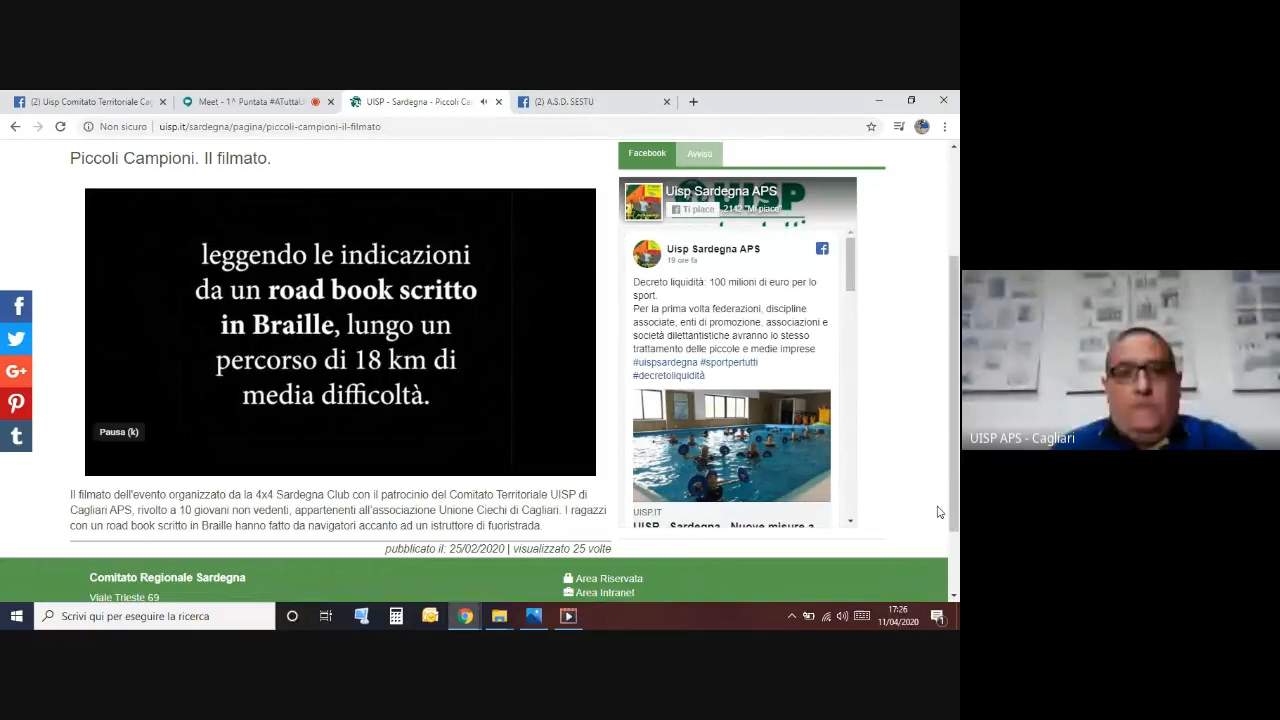 (2) Uisp Comitato Territoriale Cag
Meet - 1^ Puntata #ATuttaU
UISP - Sardegna - Piccoli Ca
(2) A.S.D. SESTU
Non sicuro
uisp.it/sardegna/pagina/piccoli-campioni-il-filmato
Piccoli Campioni. Il filmato.
leggendo le indicazioni
da un road book scritto
in Braille, lungo un
percorso di 18 km di
media difficoltà.
Pausa (k)
Il filmato dell'evento organizzato da la 4x4 Sardegna Club con il patrocinio del Comitato Territoriale UISP di
Cagliari APS, rivolto a 10 giovani non vedenti, appartenenti all'associazione Unione Ciechi di Cagliari. I ragazzi
con un road book scritto in Braille hanno fatto da navigatori accanto ad un istruttore di fuoristrada.
pubblicato il: 25/02/2020 | visualizzato 25 volte
Facebook
Avviso
Uisp Sardegna APS
Ti piace
2142 "Mi piace"
Uisp Sardegna APS
19 ore fa
Decreto liquidità: 100 milioni di euro per lo
sport.
Per la prima volta federazioni, discipline
associate, enti di promozione, associazioni e
società dilettantistiche avranno lo stesso
trattamento delle piccole e medie imprese
#uispsardegna #sportpertutti
#decretoliquidità
UISP.IT
UISP - Sardegna - Nuove misure a
Comitato Regionale Sardegna
Viale Trieste 69
Area Riservata
Area Intranet
Scrivi qui per eseguire la ricerca
17:26
11/04/2020
UISP APS - Cagliari